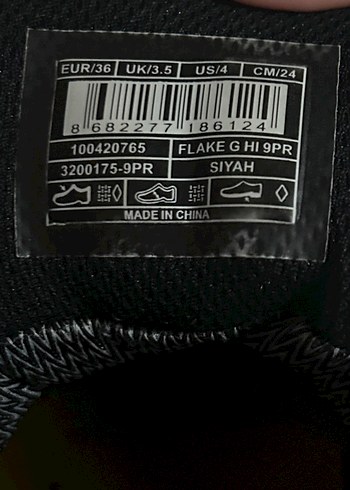 EUR/36 UK/3.5 US/4 CM/24
8 682277 186124
100420765 FLAKE G HI 9PR
3200175-9PR SIYAH
MADE IN CHINA